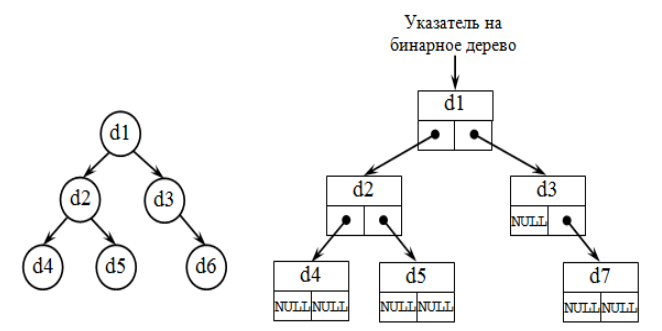 Указатель на
бинарное дерево
d1
d1
d2
d3
d2
d3
NULL
d4
d5
d6
d4
d5
d7
NULL NULL
NULL NULL
NULL NULL